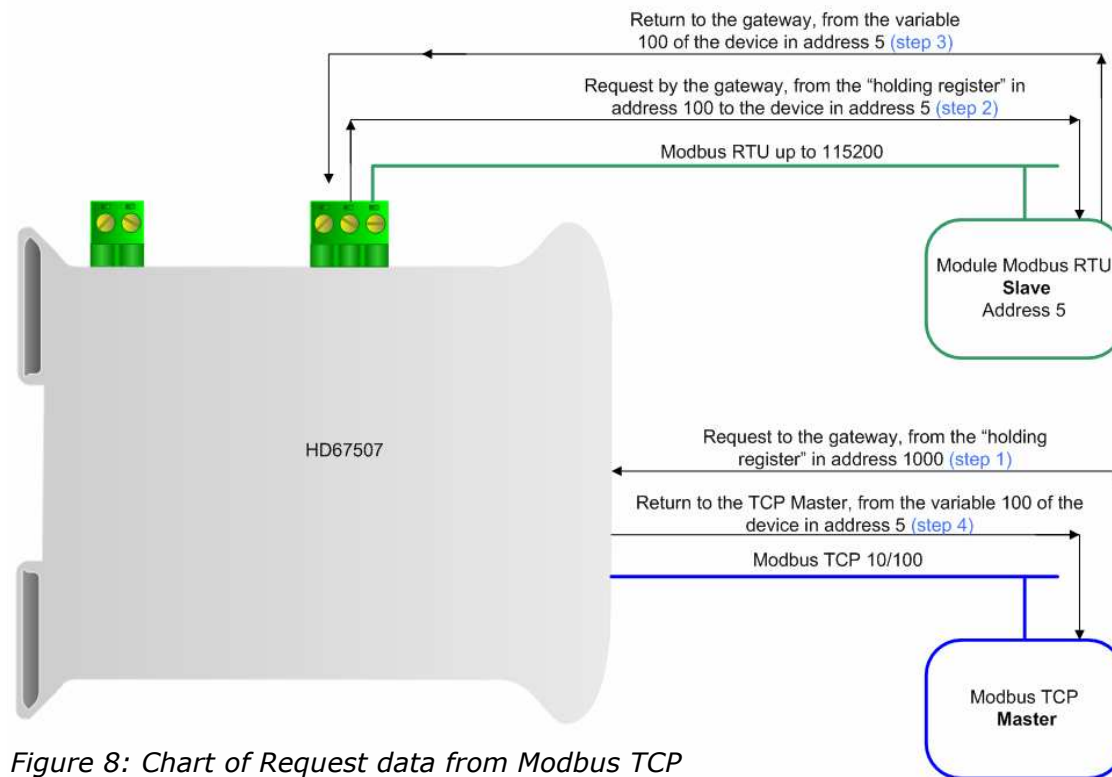 Return to the gateway, from the variable
100 of the device in address 5 (step 3)
Request by the gateway, from the “holding register” in
address 100 to the device in address 5 (step 2)
Modbus RTU up to 115200
Module Modbus RTU
Slave
Address 5
HD67507
Request to the gateway, from the “holding
register” in address 1000 (step 1)
Return to the TCP Master, from the variable 100 of the
device in address 5 (step 4)
Modbus TCP 10/100
Modbus TCP
Master
Figure 8: Chart of Request data from Modbus TCP